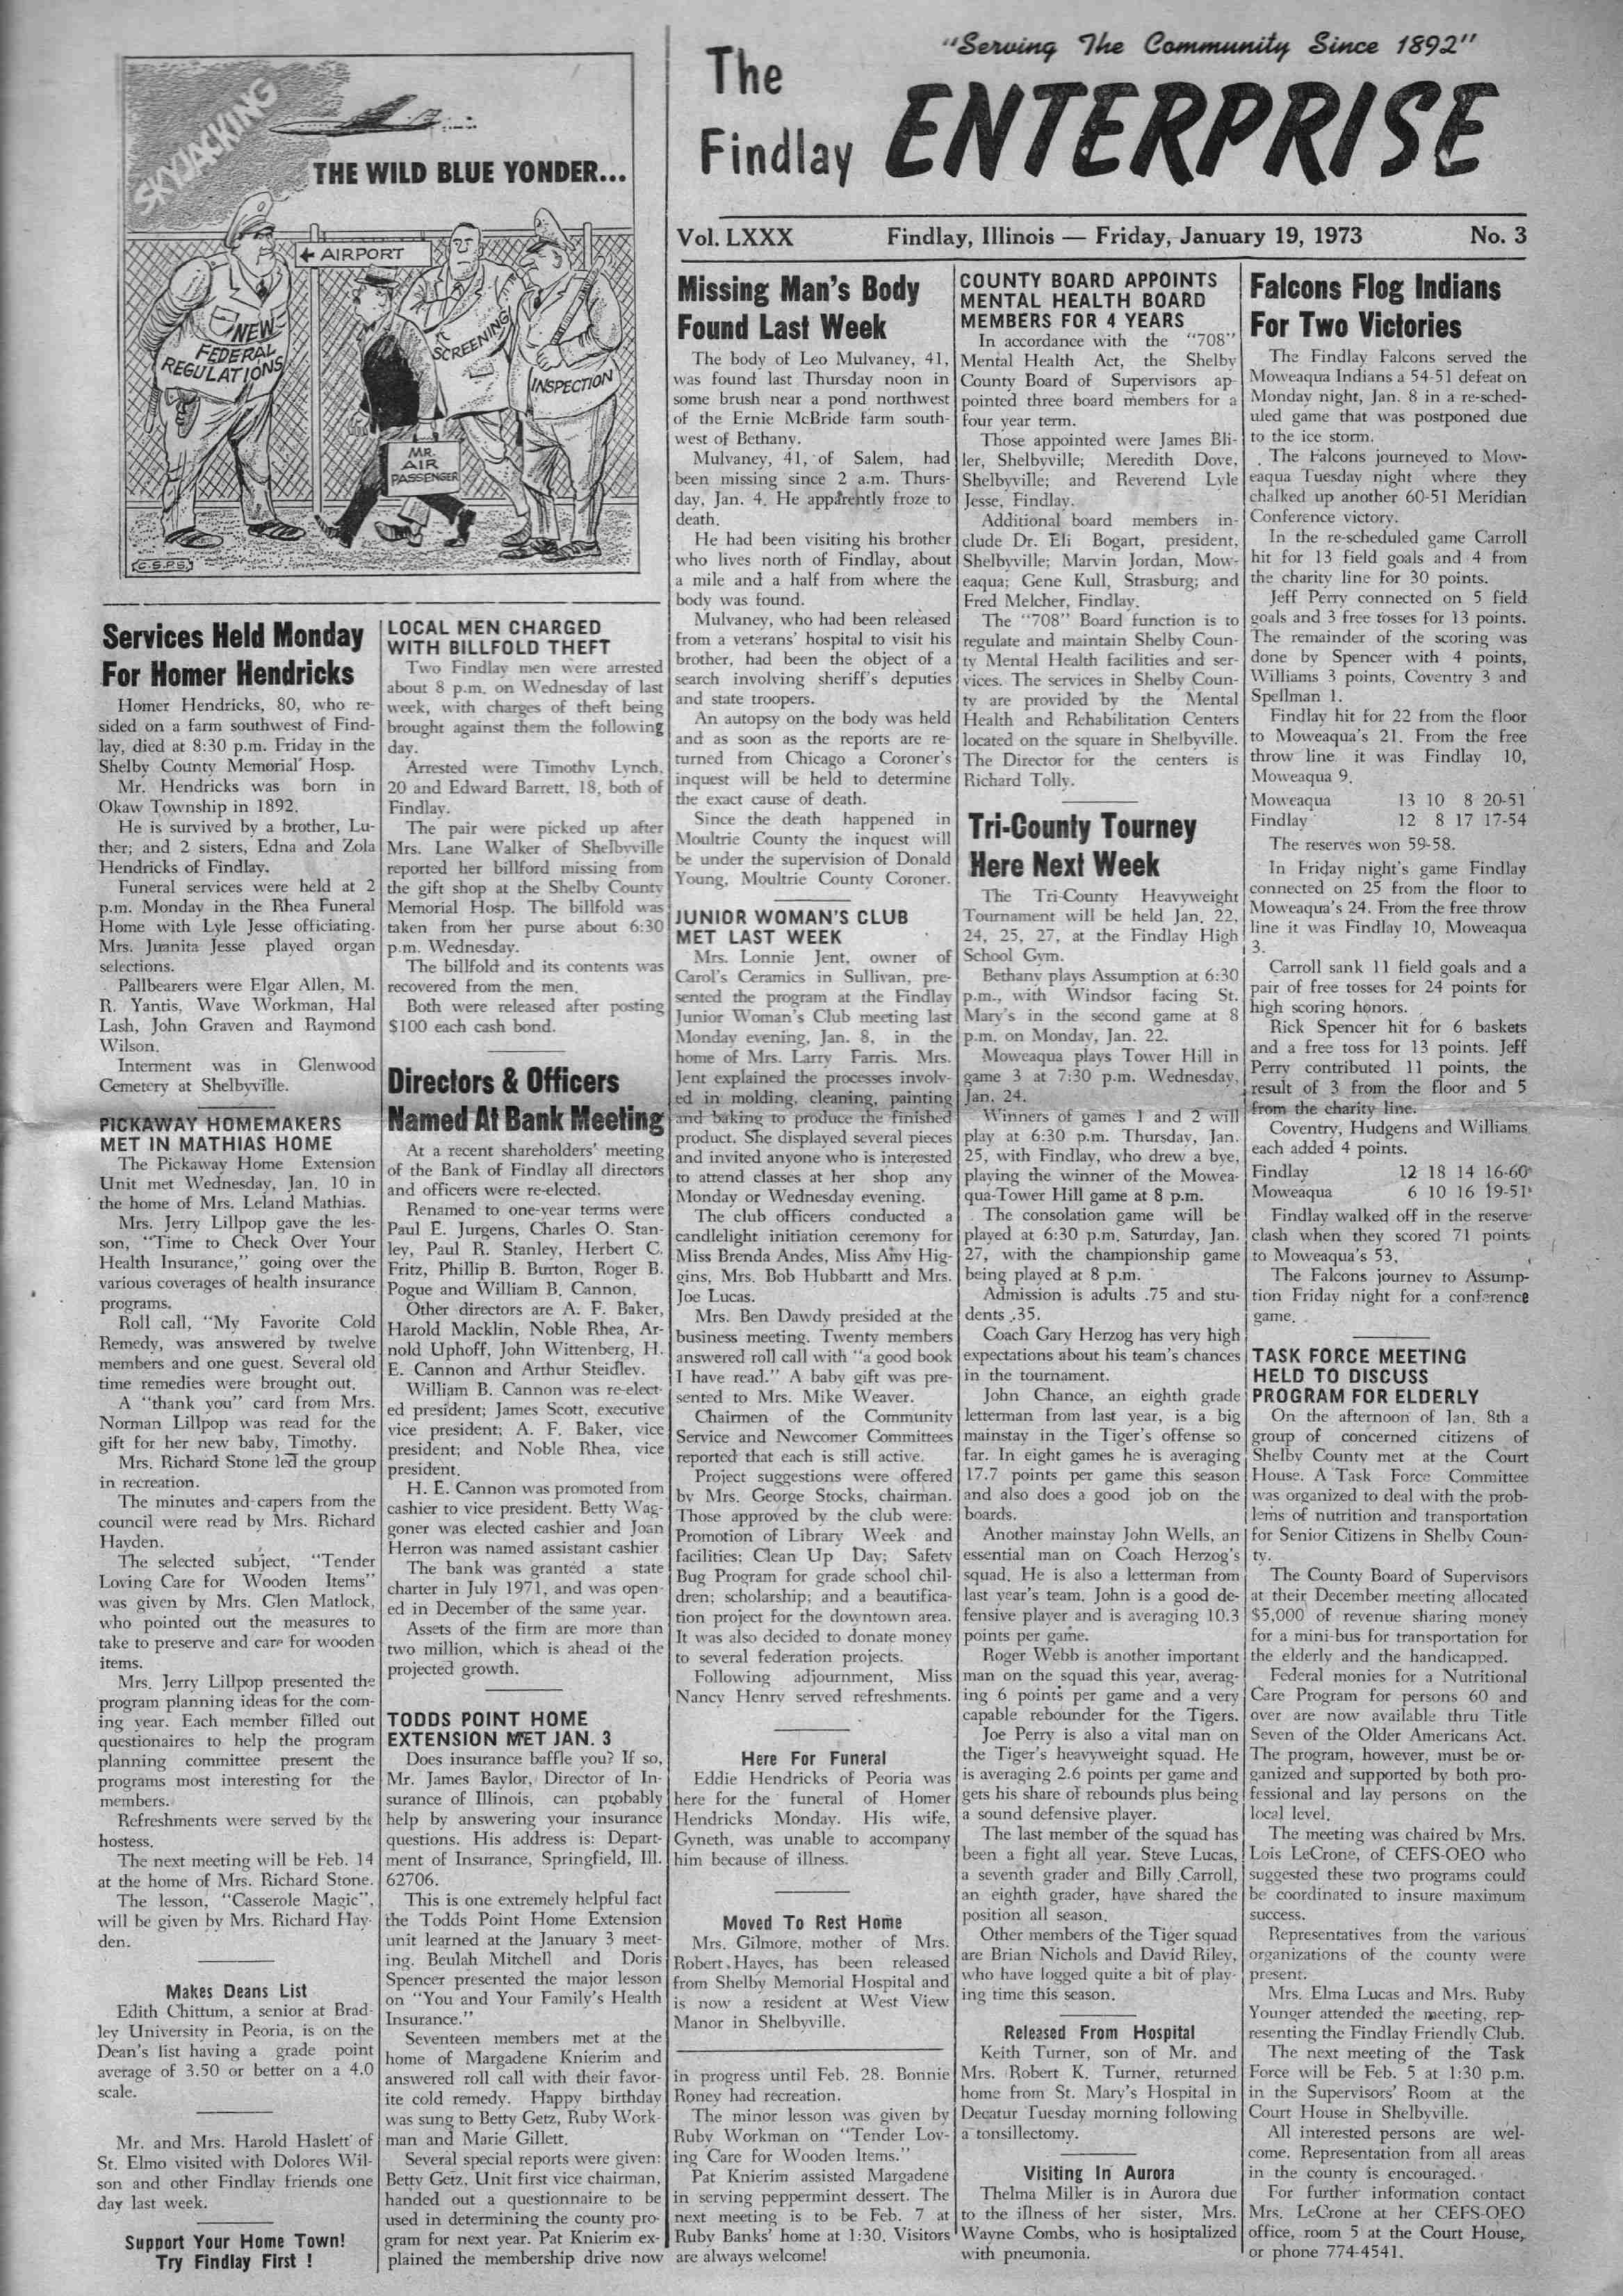 "Serving The Community Since 1892"
The
Findlay
ENTERPRISE
Vol. LXXX
Findlay, Illinois — Friday, January 19, 1973
No. 3
SKYJACKING
THE WILD BLUE YONDER...
← AIRPORT
NEW
FEDERAL
REGULATIONS
SCREENING
INSPECTION
MR.
AIR
PASSENGER
C.S.P.S.
Services Held Monday
For Homer Hendricks
Homer Hendricks, 80, who re-
sided on a farm southwest of Find-
lay, died at 8:30 p.m. Friday in the
Shelby County Memorial Hosp.
Mr. Hendricks was born in
Okaw Township in 1892.
He is survived by a brother, Lu-
ther; and 2 sisters, Edna and Zola
Hendricks of Findlay.
Funeral services were held at 2
p.m. Monday in the Rhea Funeral
Home with Lyle Jesse officiating.
Mrs. Juanita Jesse played organ
selections.
Pallbearers were Elgar Allen, M.
R. Yantis, Wave Workman, Hal
Lash, John Graven and Raymond
Wilson.
Interment was in Glenwood
Cemetery at Shelbyville.
PICKAWAY HOMEMAKERS
MET IN MATHIAS HOME
The Pickaway Home Extension
Unit met Wednesday, Jan. 10 in
the home of Mrs. Leland Mathias.
Mrs. Jerry Lillpop gave the les-
son, "Time to Check Over Your
Health Insurance," going over the
various coverages of health insurance
programs.
Roll call, "My Favorite Cold
Remedy, was answered by twelve
members and one guest. Several old
time remedies were brought out.
A "thank you" card from Mrs.
Norman Lillpop was read for the
gift for her new baby, Timothy.
Mrs. Richard Stone led the group
in recreation.
The minutes and capers from the
council were read by Mrs. Richard
Hayden.
The selected subject, "Tender
Loving Care for Wooden Items"
was given by Mrs. Glen Matlock,
who pointed out the measures to
take to preserve and care for wooden
items.
Mrs. Jerry Lillpop presented the
program planning ideas for the com-
ing year. Each member filled out
questionaires to help the program
planning committee present the
programs most interesting for the
members.
Refreshments were served by the
hostess.
The next meeting will be Feb. 14
at the home of Mrs. Richard Stone.
The lesson, "Casserole Magic",
will be given by Mrs. Richard Hay-
den.
Makes Deans List
Edith Chittum, a senior at Brad-
ley University in Peoria, is on the
Dean's list having a grade point
average of 3.50 or better on a 4.0
scale.
Mr. and Mrs. Harold Haslett of
St. Elmo visited with Dolores Wil-
son and other Findlay friends one
day last week.
Support Your Home Town!
Try Findlay First !
LOCAL MEN CHARGED
WITH BILLFOLD THEFT
Two Findlay men were arrested
about 8 p.m. on Wednesday of last
week, with charges of theft being
brought against them the following
day.
Arrested were Timothy Lynch,
20 and Edward Barrett, 18, both of
Findlay.
The pair were picked up after
Mrs. Lane Walker of Shelbyville
reported her billford missing from
the gift shop at the Shelby County
Memorial Hosp. The billfold was
taken from her purse about 6:30
p.m. Wednesday.
The billfold and its contents was
recovered from the men.
Both were released after posting
$100 each cash bond.
Directors & Officers
Named At Bank Meeting
At a recent shareholders' meeting
of the Bank of Findlay all directors
and officers were re-elected.
Renamed to one-year terms were
Paul E. Jurgens, Charles O. Stan-
ley, Paul R. Stanley, Herbert C.
Fritz, Phillip B. Burton, Roger B.
Pogue and William B. Cannon.
Other directors are A. F. Baker,
Harold Macklin, Noble Rhea, Ar-
nold Uphoff, John Wittenberg, H.
E. Cannon and Arthur Steidley.
William B. Cannon was re-elect-
ed president; James Scott, executive
vice president; A. F. Baker, vice
president; and Noble Rhea, vice
president.
H. E. Cannon was promoted from
cashier to vice president. Betty Wag-
goner was elected cashier and Joan
Herron was named assistant cashier
The bank was granted a state
charter in July 1971, and was open-
ed in December of the same year.
Assets of the firm are more than
two million, which is ahead of the
projected growth.
TODDS POINT HOME
EXTENSION MET JAN. 3
Does insurance baffle you? If so,
Mr. James Baylor, Director of In-
surance of Illinois, can probably
help by answering your insurance
questions. His address is: Depart-
ment of Insurance, Springfield, Ill.
62706.
This is one extremely helpful fact
the Todds Point Home Extension
unit learned at the January 3 meet-
ing. Beulah Mitchell and Doris
Spencer presented the major lesson
on "You and Your Family's Health
Insurance."
Seventeen members met at the
home of Margadene Knierim and
answered roll call with their favor-
ite cold remedy. Happy birthday
was sung to Betty Getz, Ruby Work-
man and Marie Gillett.
Several special reports were given:
Betty Getz, Unit first vice chairman,
handed out a questionnaire to be
used in determining the county pro-
gram for next year. Pat Knierim ex-
plained the membership drive now
Missing Man's Body
Found Last Week
The body of Leo Mulvaney, 41,
was found last Thursday noon in
some brush near a pond northwest
of the Ernie McBride farm south-
west of Bethany.
Mulvaney, 41, of Salem, had
been missing since 2 a.m. Thurs-
day, Jan. 4. He apparently froze to
death.
He had been visiting his brother
who lives north of Findlay, about
a mile and a half from where the
body was found.
Mulvaney, who had been released
from a veterans' hospital to visit his
brother, had been the object of a
search involving sheriff's deputies
and state troopers.
An autopsy on the body was held
and as soon as the reports are re-
turned from Chicago a Coroner's
inquest will be held to determine
the exact cause of death.
Since the death happened in
Moultrie County the inquest will
be under the supervision of Donald
Young, Moultrie County Coroner.
JUNIOR WOMAN'S CLUB
MET LAST WEEK
Mrs. Lonnie Jent, owner of
Carol's Ceramics in Sullivan, pre-
sented the program at the Findlay
Junior Woman's Club meeting last
Monday evening, Jan. 8, in the
home of Mrs. Larry Farris. Mrs.
Jent explained the processes involv-
ed in molding, cleaning, painting
and baking to produce the finished
product. She displayed several pieces
and invited anyone who is interested
to attend classes at her shop any
Monday or Wednesday evening.
The club officers conducted a
candlelight initiation ceremony for
Miss Brenda Andes, Miss Amy Hig-
gins, Mrs. Bob Hubbartt and Mrs.
Joe Lucas.
Mrs. Ben Dawdy presided at the
business meeting. Twenty members
answered roll call with "a good book
I have read." A baby gift was pre-
sented to Mrs. Mike Weaver.
Chairmen of the Community
Service and Newcomer Committees
reported that each is still active.
Project suggestions were offered
by Mrs. George Stocks, chairman.
Those approved by the club were:
Promotion of Library Week and
facilities; Clean Up Day; Safety
Bug Program for grade school chil-
dren; scholarship; and a beautifica-
tion project for the downtown area.
It was also decided to donate money
to several federation projects.
Following adjournment, Miss
Nancy Henry served refreshments.
Here For Funeral
Eddie Hendricks of Peoria was
here for the funeral of Homer
Hendricks Monday. His wife,
Gyneth, was unable to accompany
him because of illness.
Moved To Rest Home
Mrs. Gilmore, mother of Mrs.
Robert Hayes, has been released
from Shelby Memorial Hospital and
is now a resident at West View
Manor in Shelbyville.
in progress until Feb. 28. Bonnie
Roney had recreation.
The minor lesson was given by
Ruby Workman on "Tender Lov-
ing Care for Wooden Items."
Pat Knierim assisted Margadene
in serving peppermint dessert. The
next meeting is to be Feb. 7 at
Ruby Banks' home at 1:30. Visitors
are always welcome!
COUNTY BOARD APPOINTS
MENTAL HEALTH BOARD
MEMBERS FOR 4 YEARS
In accordance with the "708"
Mental Health Act, the Shelby
County Board of Supervisors ap-
pointed three board members for a
four year term.
Those appointed were James Bli-
ler, Shelbyville; Meredith Dove,
Shelbyville; and Reverend Lyle
Jesse, Findlay.
Additional board members in-
clude Dr. Eli Bogart, president,
Shelbyville; Marvin Jordan, Mow-
eaqua; Gene Kull, Strasburg; and
Fred Melcher, Findlay.
The "708" Board function is to
regulate and maintain Shelby Coun-
ty Mental Health facilities and ser-
vices. The services in Shelby Coun-
ty are provided by the Mental
Health and Rehabilitation Centers
located on the square in Shelbyville.
The Director for the centers is
Richard Tolly.
Tri-County Tourney
Here Next Week
The Tri-County Heavyweight
Tournament will be held Jan. 22,
24, 25, 27, at the Findlay High
School Gym.
Bethany plays Assumption at 6:30
p.m., with Windsor facing St.
Mary's in the second game at 8
p.m. on Monday, Jan. 22.
Moweaqua plays Tower Hill in
game 3 at 7:30 p.m. Wednesday,
Jan. 24.
Winners of games 1 and 2 will
play at 6:30 p.m. Thursday, Jan.
25, with Findlay, who drew a bye,
playing the winner of the Mowea-
qua-Tower Hill game at 8 p.m.
The consolation game will be
played at 6:30 p.m. Saturday, Jan.
27, with the championship game
being played at 8 p.m.
Admission is adults .75 and stu-
dents .35.
Coach Gary Herzog has very high
expectations about his team's chances
in the tournament.
John Chance, an eighth grade
letterman from last year, is a big
mainstay in the Tiger's offense so
far. In eight games he is averaging
17.7 points per game this season
and also does a good job on the
boards.
Another mainstay John Wells, an
essential man on Coach Herzog's
squad. He is also a letterman from
last year's team. John is a good de-
fensive player and is averaging 10.3
points per game.
Roger Webb is another important
man on the squad this year, averag-
ing 6 points per game and a very
capable rebounder for the Tigers.
Joe Perry is also a vital man on
the Tiger's heavyweight squad. He
is averaging 2.6 points per game and
gets his share of rebounds plus being
a sound defensive player.
The last member of the squad has
been a fight all year. Steve Lucas,
a seventh grader and Billy Carroll,
an eighth grader, have shared the
position all season.
Other members of the Tiger squad
are Brian Nichols and David Riley,
who have logged quite a bit of play-
ing time this season.
Released From Hospital
Keith Turner, son of Mr. and
Mrs. Robert K. Turner, returned
home from St. Mary's Hospital in
Decatur Tuesday morning following
a tonsillectomy.
Visiting In Aurora
Thelma Miller is in Aurora due
to the illness of her sister, Mrs.
Wayne Combs, who is hosiptalized
with pneumonia.
Falcons Flog Indians
For Two Victories
The Findlay Falcons served the
Moweaqua Indians a 54-51 defeat on
Monday night, Jan. 8 in a re-sched-
uled game that was postponed due
to the ice storm.
The Falcons journeyed to Mow-
eaqua Tuesday night where they
chalked up another 60-51 Meridian
Conference victory.
In the re-scheduled game Carroll
hit for 13 field goals and 4 from
the charity line for 30 points.
Jeff Perry connected on 5 field
goals and 3 free tosses for 13 points.
The remainder of the scoring was
done by Spencer with 4 points,
Williams 3 points, Coventry 3 and
Spellman 1.
Findlay hit for 22 from the floor
to Moweaqua's 21. From the free
throw line it was Findlay 10,
Moweaqua 9.
Moweaqua 13 10 8 20-51
Findlay 12 8 17 17-54
The reserves won 59-58.
In Friday night's game Findlay
connected on 25 from the floor to
Moweaqua's 24. From the free throw
line it was Findlay 10, Moweaqua
3.
Carroll sank 11 field goals and a
pair of free tosses for 24 points for
high scoring honors.
Rick Spencer hit for 6 baskets
and a free toss for 13 points. Jeff
Perry contributed 11 points, the
result of 3 from the floor and 5
from the charity line.
Coventry, Hudgens and Williams
each added 4 points.
Findlay 12 18 14 16-60
Moweaqua 6 10 16 19-51
Findlay walked off in the reserve
clash when they scored 71 points
to Moweaqua's 53.
The Falcons journey to Assump-
tion Friday night for a conference
game.
TASK FORCE MEETING
HELD TO DISCUSS
PROGRAM FOR ELDERLY
On the afternoon of Jan. 8th a
group of concerned citizens of
Shelby County met at the Court
House. A Task Force Committee
was organized to deal with the prob-
lems of nutrition and transportation
for Senior Citizens in Shelby Coun-
ty.
The County Board of Supervisors
at their December meeting allocated
$5,000 of revenue sharing money
for a mini-bus for transportation for
the elderly and the handicapped.
Federal monies for a Nutritional
Care Program for persons 60 and
over are now available thru Title
Seven of the Older Americans Act.
The program, however, must be or-
ganized and supported by both pro-
fessional and lay persons on the
local level.
The meeting was chaired by Mrs.
Lois LeCrone, of CEFS-OEO who
suggested these two programs could
be coordinated to insure maximum
success.
Representatives from the various
organizations of the county were
present.
Mrs. Elma Lucas and Mrs. Ruby
Younger attended the meeting, rep-
resenting the Findlay Friendly Club.
The next meeting of the Task
Force will be Feb. 5 at 1:30 p.m.
in the Supervisors' Room at the
Court House in Shelbyville.
All interested persons are wel-
come. Representation from all areas
in the county is encouraged.
For further information contact
Mrs. LeCrone at her CEFS-OEO
office, room 5 at the Court House,
or phone 774-4541.